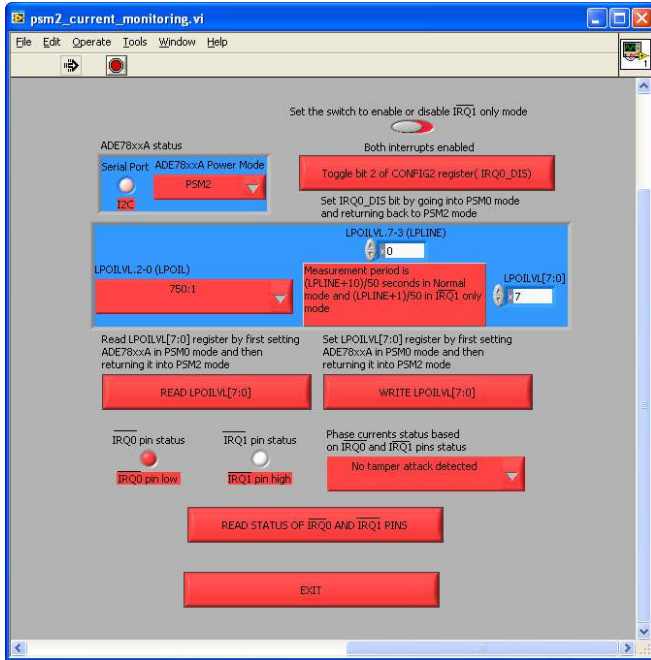 psm2_current_monitoring.vi
File Edit Operate Tools Window Help
1
Set the switch to enable or disable IRQ1 only mode
ADE78xxA status
Both interrupts enabled
Serial Port ADE78xxA Power Mode
PSM2
I2C
Toggle bit 2 of CONFIG2 register( IRQ0_DIS)
Set IRQ0_DIS bit by going into PSM0 mode
and returning back to PSM2 mode
LPOILVL.7-3 (LPLINE)
0
LPOILVL.2-0 (LPOIL)
750:1
Measurement period is
(LPLINE+10)/50 seconds in Normal
mode and (LPLINE+1)/50 in IRQ1 only
mode
LPOILVL[7:0]
x7
Read LPOILVL[7:0] register by first setting
ADE78xxA in PSM0 mode and then
returning it into PSM2 mode
Set LPOILVL[7:0] register by first setting
ADE78xxA in PSM0 mode and then
returning it into PSM2 mode
READ LPOILVL[7:0]
WRITE LPOILVL[7:0]
IRQ0 pin status
IRQ1 pin status
Phase currents status based
on IRQ0 and IRQ1 pins status
IRQ0 pin low
IRQ1 pin high
No tamper attack detected
READ STATUS OF IRQ0 AND IRQ1 PINS
EXIT